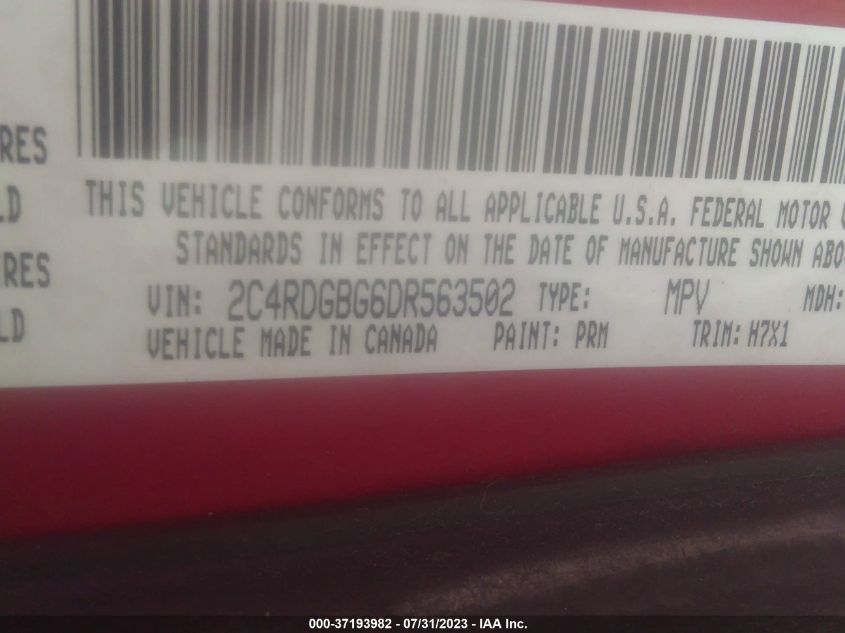 RES
LD
RES
LD
THIS VEHICLE CONFORMS TO ALL APPLICABLE U.S.A. FEDERAL MOTOR
STANDARDS IN EFFECT ON THE DATE OF MANUFACTURE SHOWN ABO
VIN: 2C4RDGBG6DR563502 TYPE: MPV MDH:
VEHICLE MADE IN CANADA PAINT: PRM TRIM: H7X1
000-37193982 - 07/31/2023 - IAA Inc.